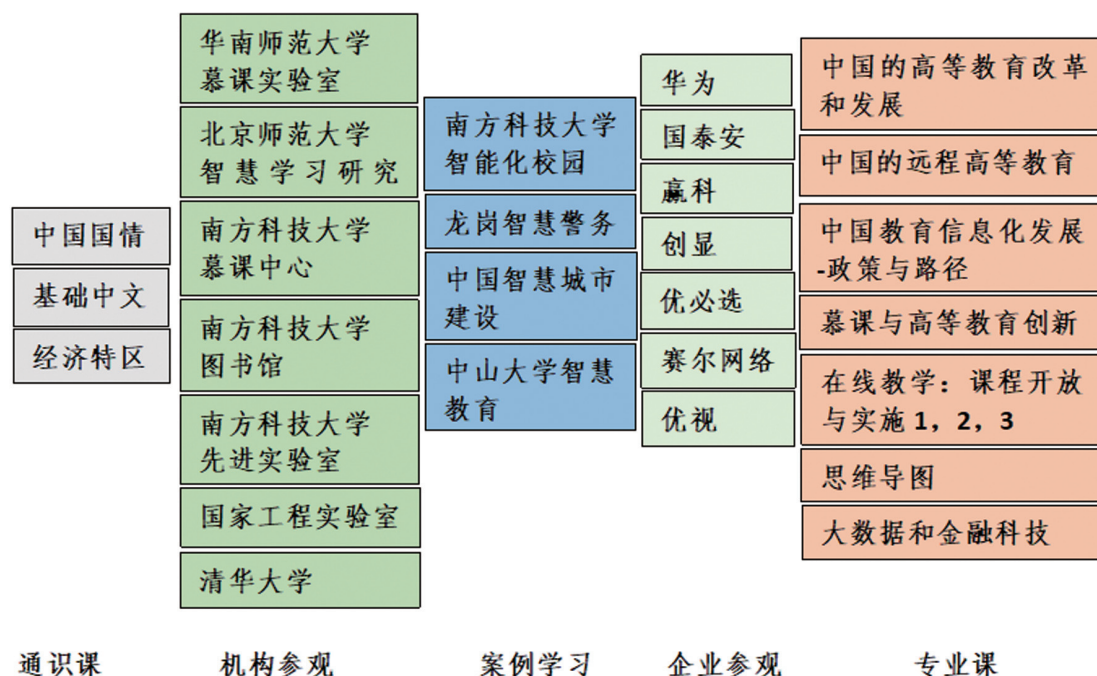 中国国情
基础中文
经济特区
通识课
华南师范大学
慕课实验室
北京师范大学
智慧学习研究
南方科技大学
慕课中心
南方科技大学
图书馆
南方科技大学
先进实验室
国家工程实验室
清华大学
机构参观
南方科技大学
智能化校园
龙岗智慧警务
中国智慧城市
建设
中山大学智慧
教育
案例学习
华为
国泰安
赢科
创显
优必选
赛尔网络
优视
企业参观
中国的高等教育改革
和发展
中国的远程高等教育
中国教育信息化发展
-政策与路径
慕课与高等教育创新
在线教学：课程开放
与实施 1，2，3
思维导图
大数据和金融科技
专业课